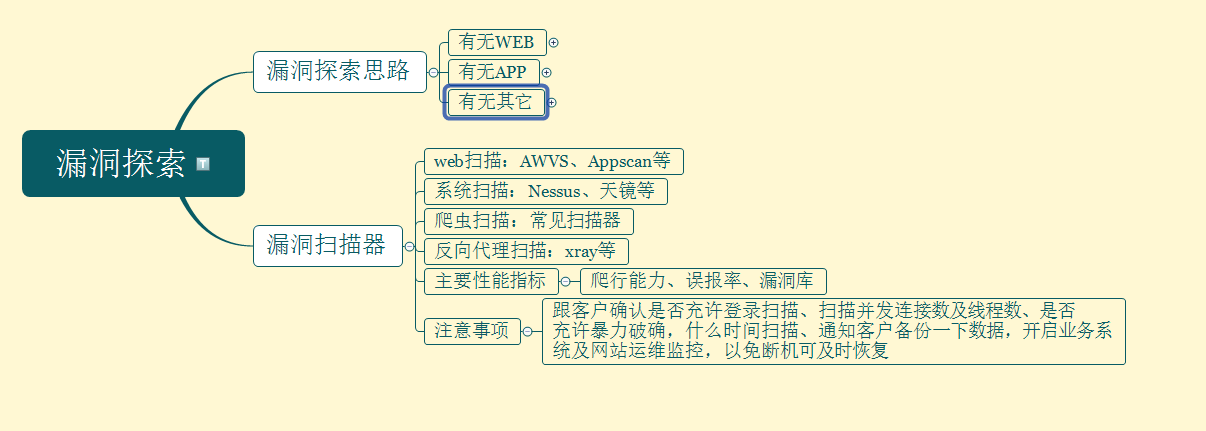 漏洞探索
漏洞探索思路
有无WEB
有无APP
有无其它
漏洞扫描器
web扫描：AWVS、Appscan等
系统扫描：Nessus、天镜等
爬虫扫描：常见扫描器
反向代理扫描：xray等
主要性能指标
爬行能力、误报率、漏洞库
注意事项
跟客户确认是否充许登录扫描、扫描并发连接数及线程数、是否
充许暴力破确，什么时间扫描、通知客户备份一下数据，开启业务系
统及网站运维监控，以免断机可及时恢复